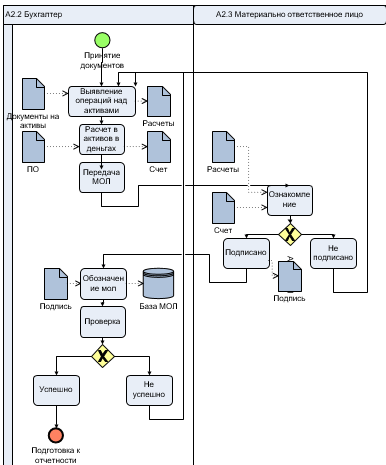 A2.2 Бухгалтер
A2.3 Материально ответственное лицо
Принятие
документов
Выявление
операций над
активами
Документы на
активы
Расчеты
Расчет в
активов в
деньгах
ПО
Счет
Расчеты
Передача
МОЛ
Ознакомле
ние
Счет
Подписано
Не
подписано
Подпись
Обозначен
ие мол
Подпись
База МОЛ
Проверка
Успешно
Не
успешно
Подготовка к
отчетности